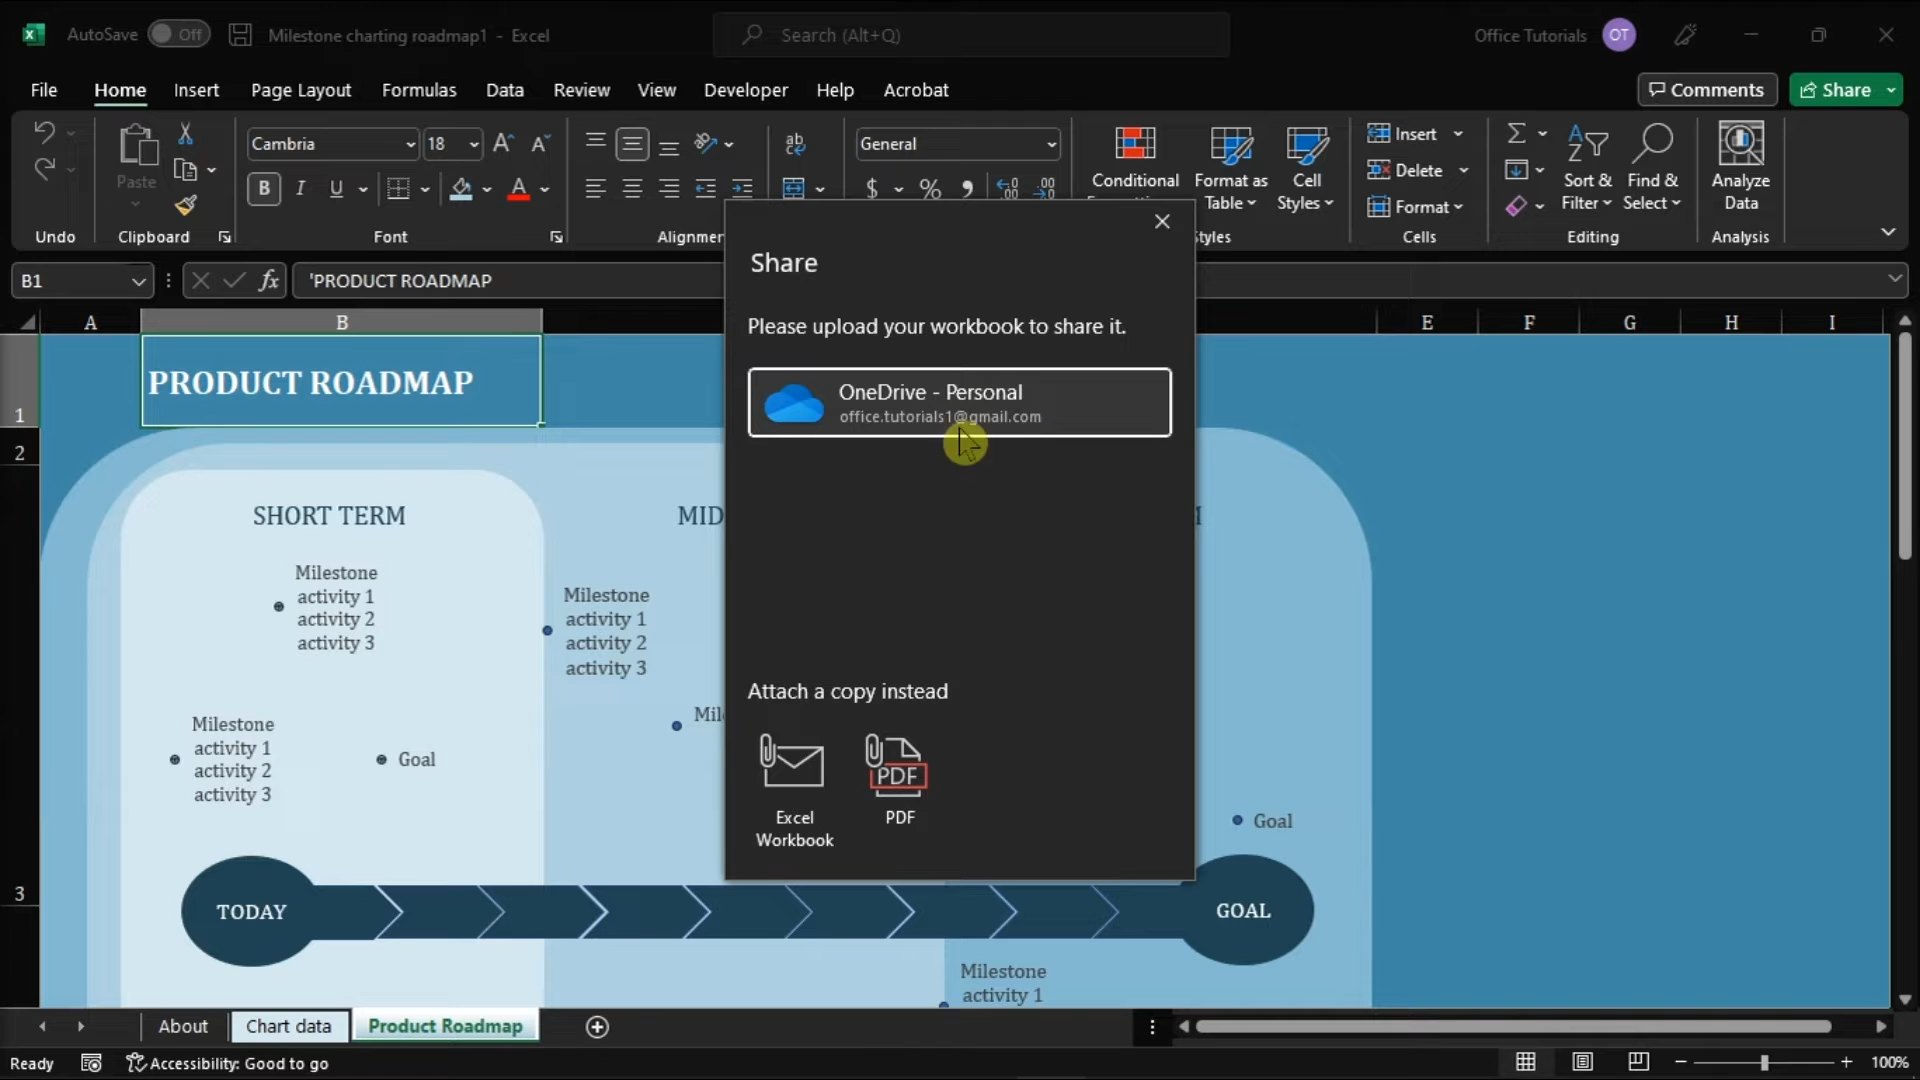 AutoSave Off Milestone charting roadmap1 - Excel Search (Alt+Q) Office Tutorials OT
File Home Insert Page Layout Formulas Data Review View Developer Help Acrobat Comments Share
Paste Cambria 18 General
Conditional Format as Table Cell Styles Insert Delete Format Sort & Filter Find & Select Analyze Data
Undo Clipboard Font Styles Cells Editing Analysis
B1 fx 'PRODUCT ROADMAP
A B E F G H I
1 PRODUCT ROADMAP
2
3
SHORT TERM
Milestone
activity 1
activity 2
activity 3
Milestone
activity 1
activity 2
activity 3
Milestone
activity 1
activity 2
activity 3
Goal
MID
Goal
TODAY
GOAL
Milestone
activity 1
Share
Please upload your workbook to share it.
OneDrive - Personal
office.tutorials1@gmail.com
Attach a copy instead
PDF
Excel
Workbook
PDF
About Chart data Product Roadmap
Ready Accessibility: Good to go 100%